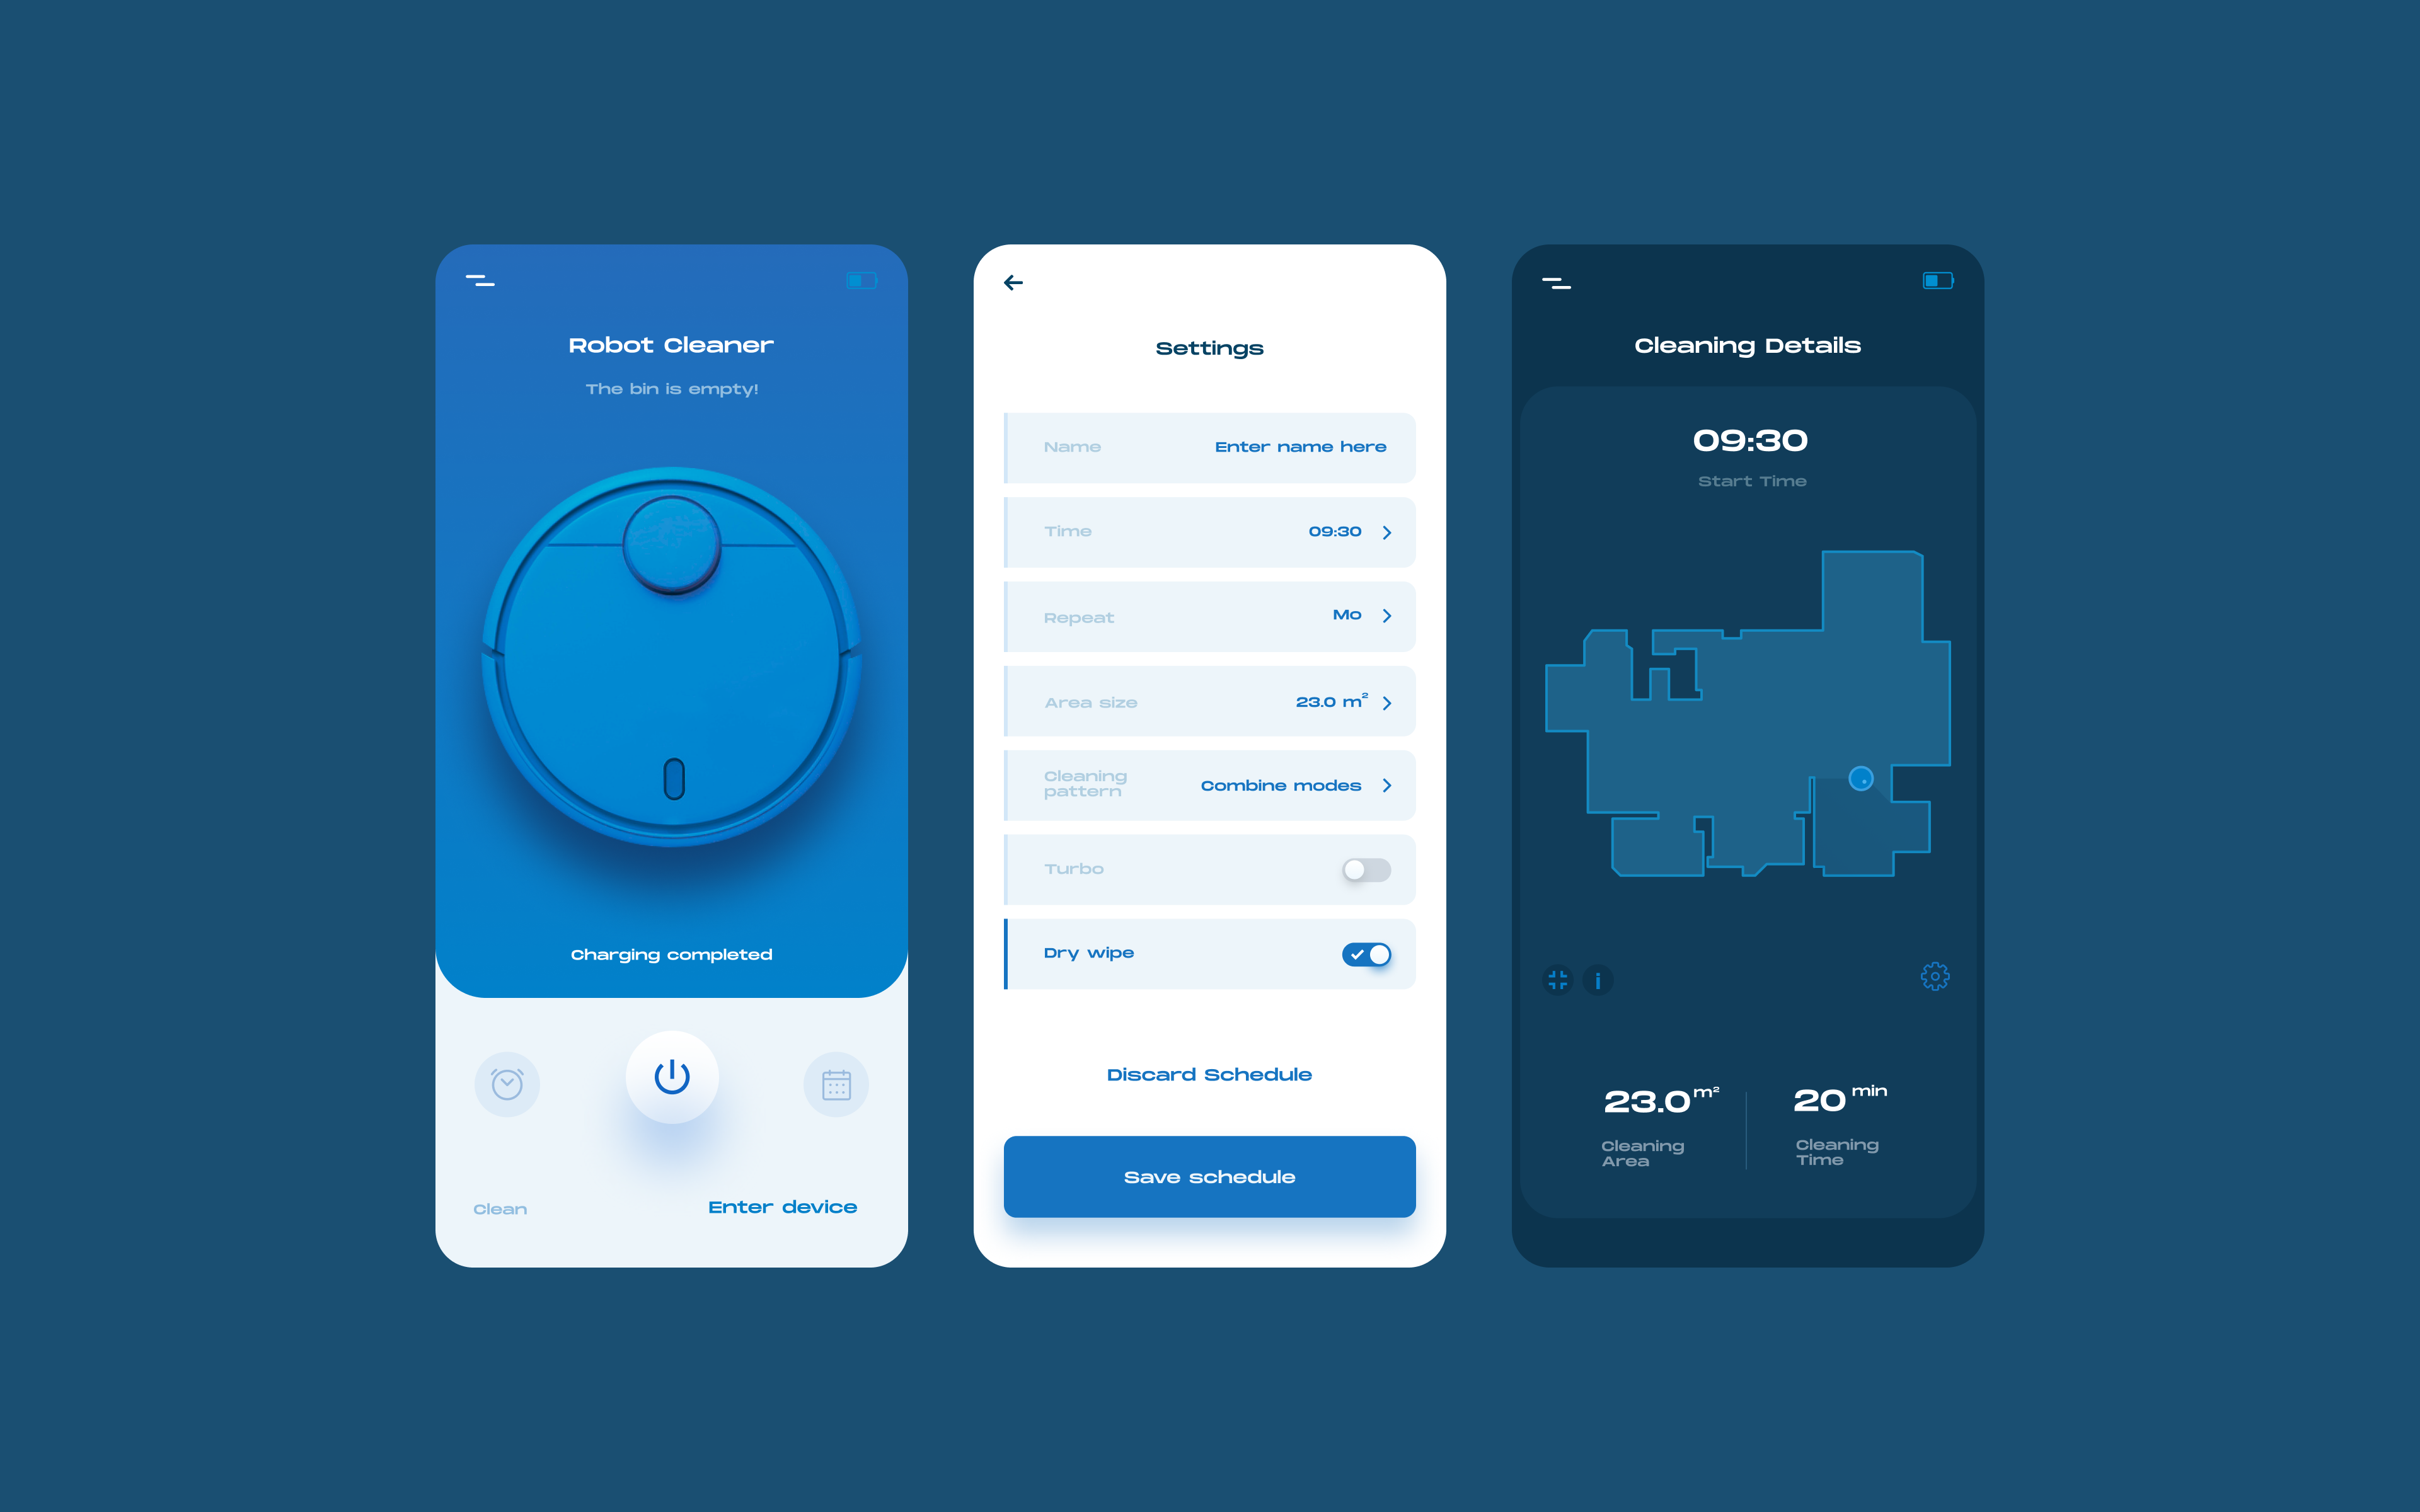 Robot Cleaner
The bin is empty!
Charging completed
Clean
Enter device
Settings
Name
Enter name here
Time
09:30
Repeat
Mo
Area size
23.0 m²
Cleaning
pattern
Combine modes
Turbo
Dry wipe
Discard Schedule
Save schedule
Cleaning Details
09:30
Start Time
23.0 m²
Cleaning
Area
20 min
Cleaning
Time